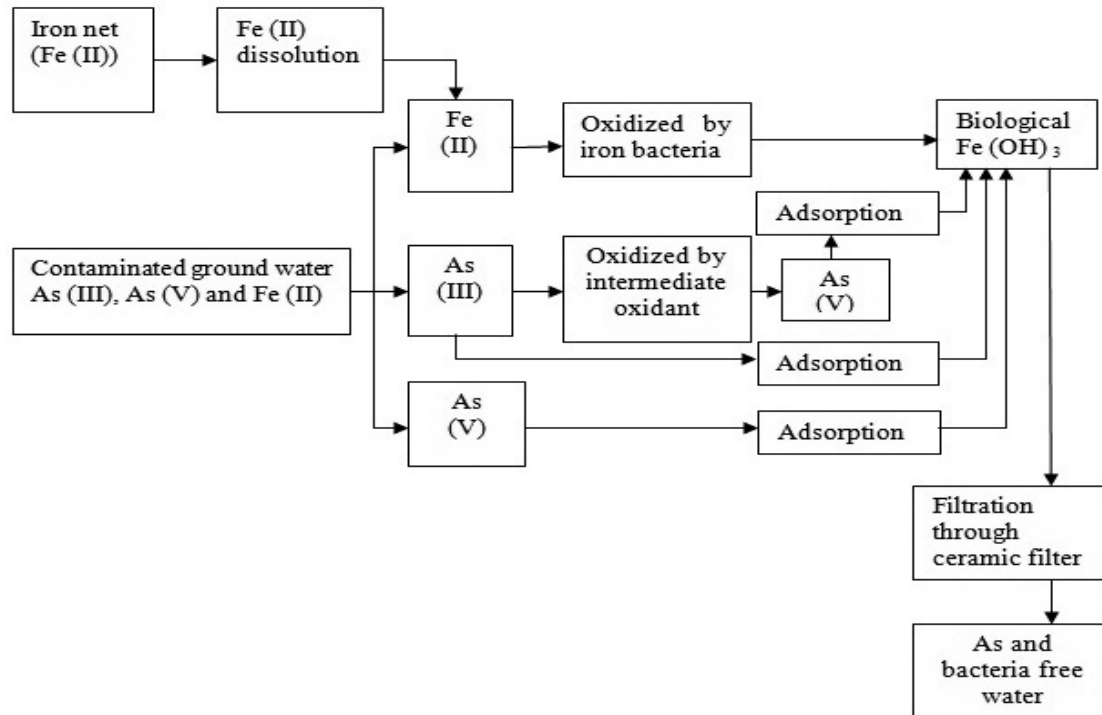 Iron net
(Fe (II))
Fe (II)
dissolution
Fe
(II)
Oxidized by
iron bacteria
Biological
Fe (OH) ₃
Adsorption
Contaminated ground water
As (III), As (V) and Fe (II)
As
(III)
Oxidized by
intermediate
oxidant
As
(V)
Adsorption
As
(V)
Adsorption
Filtration
through
ceramic filter
As and
bacteria free
water